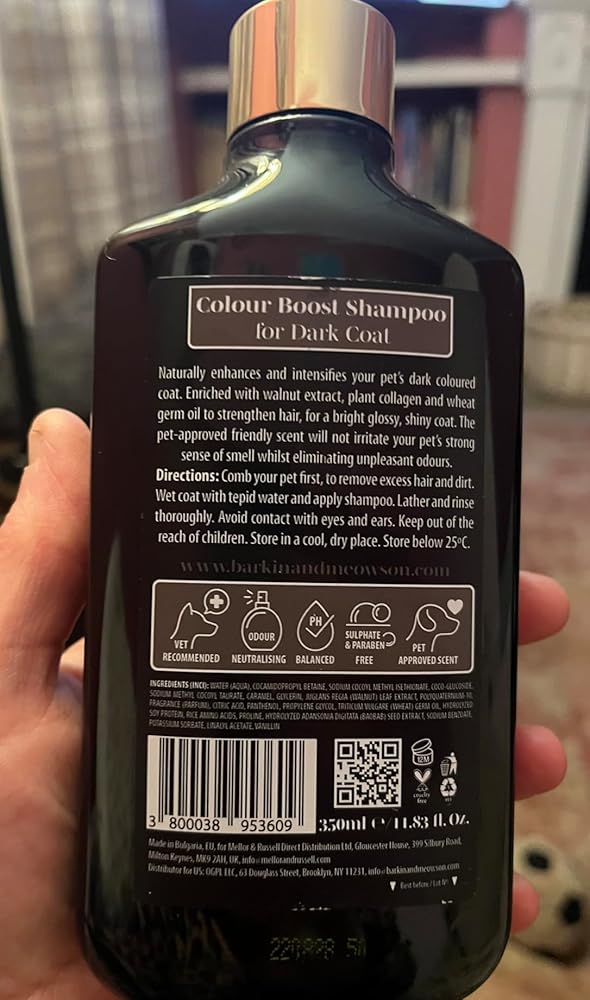 Colour Boost Shampoo
for Dark Coat
Naturally enhances and intensifies your pet's dark coloured
coat. Enriched with walnut extract, plant collagen and wheat
germ oil to strengthen hair, for a bright glossy, shiny coat. The
pet-approved friendly scent will not irritate your pet's strong
sense of smell whilst eliminating unpleasant odours.
Directions: Comb your pet first, to remove excess hair and dirt.
Wet coat with tepid water and apply shampoo. Lather and rinse
thoroughly. Avoid contact with eyes and ears. Keep out of the
reach of children. Store in a cool, dry place. Store below 25ºC.
www.barkinandmeowson.com
VET
RECOMMENDED
ODOUR
NEUTRALISING
PH
BALANCED
SULPHATE
& PARABEN
FREE
PET
APPROVED SCENT
INGREDIENTS (INCI): WATER (AQUA), COCAMIDOPROPYL BETAINE, SODIUM COCOYL METHYL ISETHIONATE, COCO-GLUCOSIDE,
SODIUM METHYL COCOYL TAURATE, CARAMEL, GLYCERIN, JUGLANS REGIA (WALNUT) LEAF EXTRACT, POLYQUATERNIUM-10,
FRAGRANCE (PARFUM), CITRIC ACID, PANTHENOL, PROPYLENE GLYCOL, TRITICUM VULGARE (WHEAT) GERM OIL, HYDROLYZED
SOY PROTEIN, RICE AMINO ACIDS, PROLINE, HYDROLYZED ADANSONIA DIGITATA (BAOBAB) SEED EXTRACT, SODIUM BENZOATE,
POTASSIUM SORBATE, LINALYL ACETATE, VANILLIN
12M
cruelty
free
3 800038 953609
350ml e/11.83 fl. oz.
Made in Bulgaria, EU, for Mellor & Russell Direct Distribution Ltd, Gloucester House, 399 Silbury Road,
Milton Keynes, MK9 2AH, UK, info@mellorandrussell.com
Distributor for US: OGPL LLC, 63 Douglass Street, Brooklyn, NY 11231, info@barkinandmeowson.com
Best before / Lot Nº